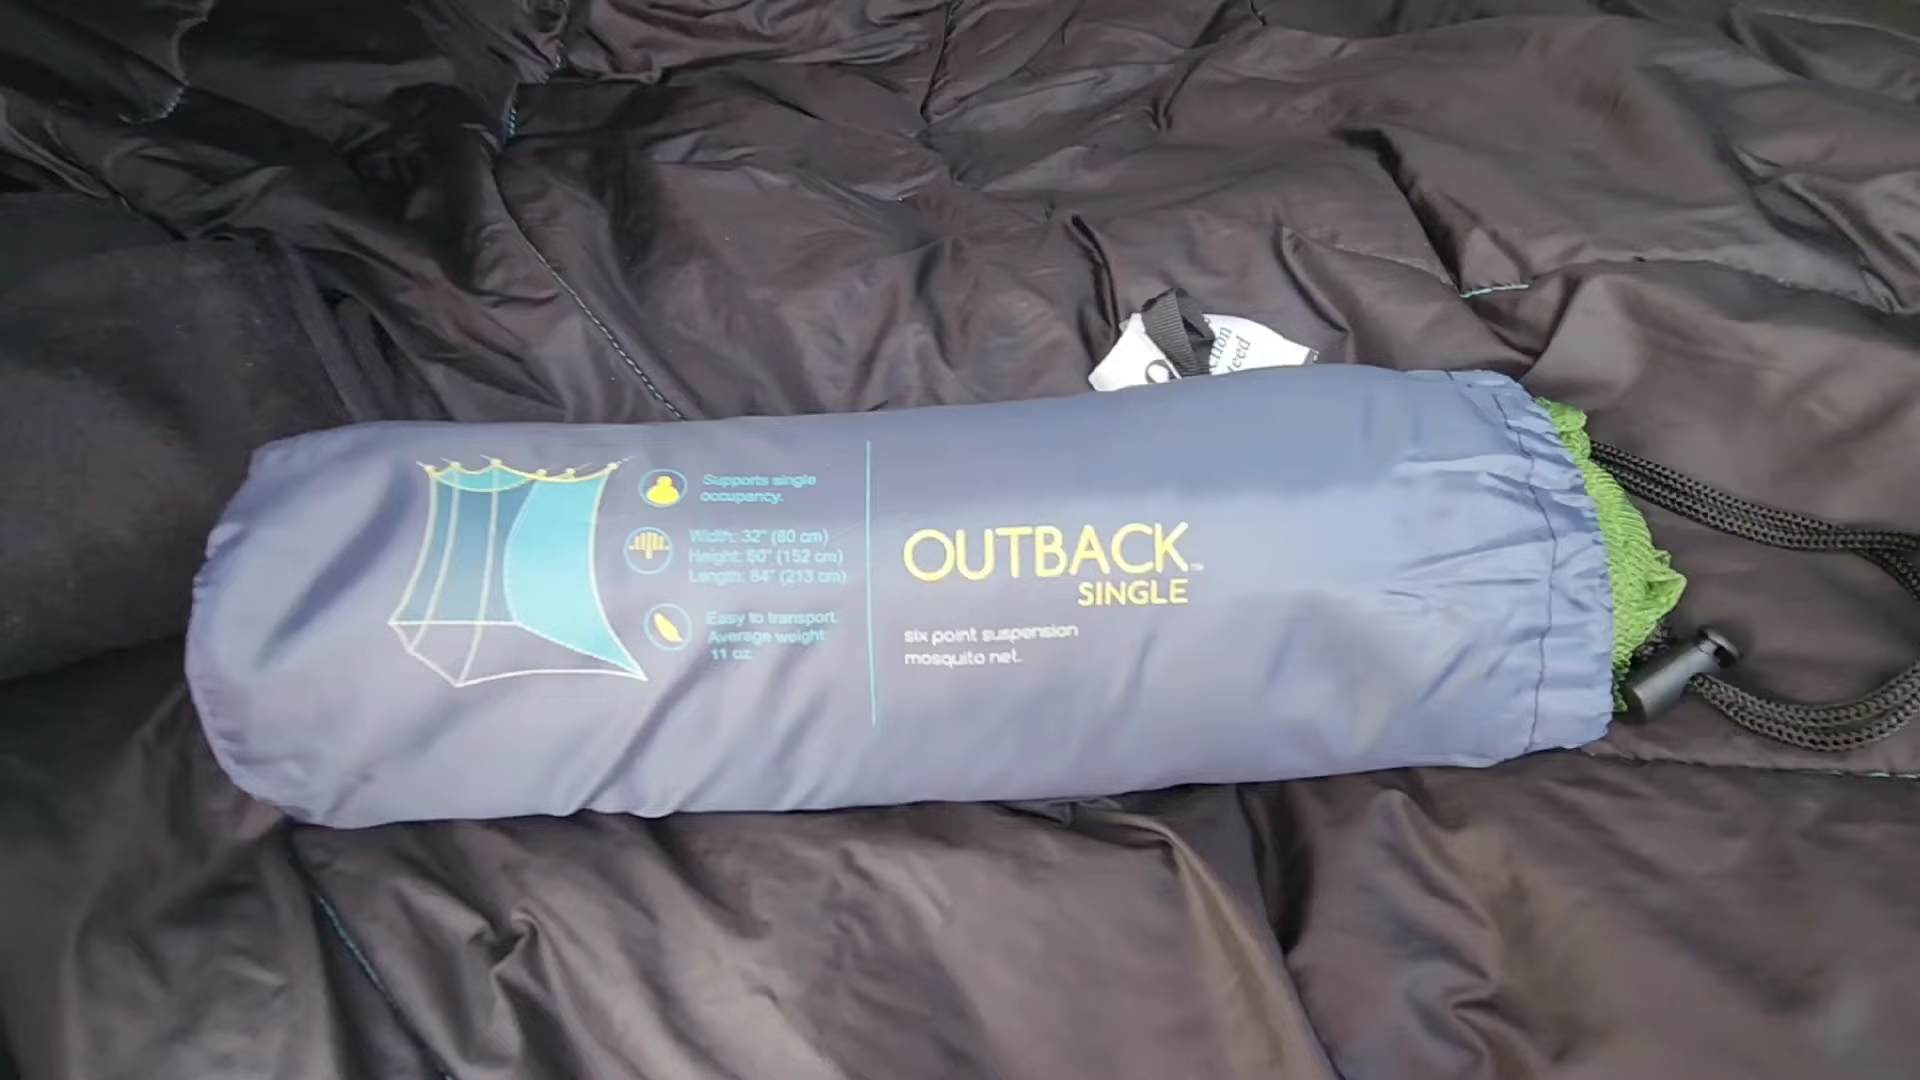 Supports single
occupancy.
Width: 32" (80 cm)
Height: 60" (152 cm)
Length: 84" (213 cm)
Easy to transport.
Average weight:
11 oz
OUTBACK™
SINGLE
six point suspension
mosquito net.